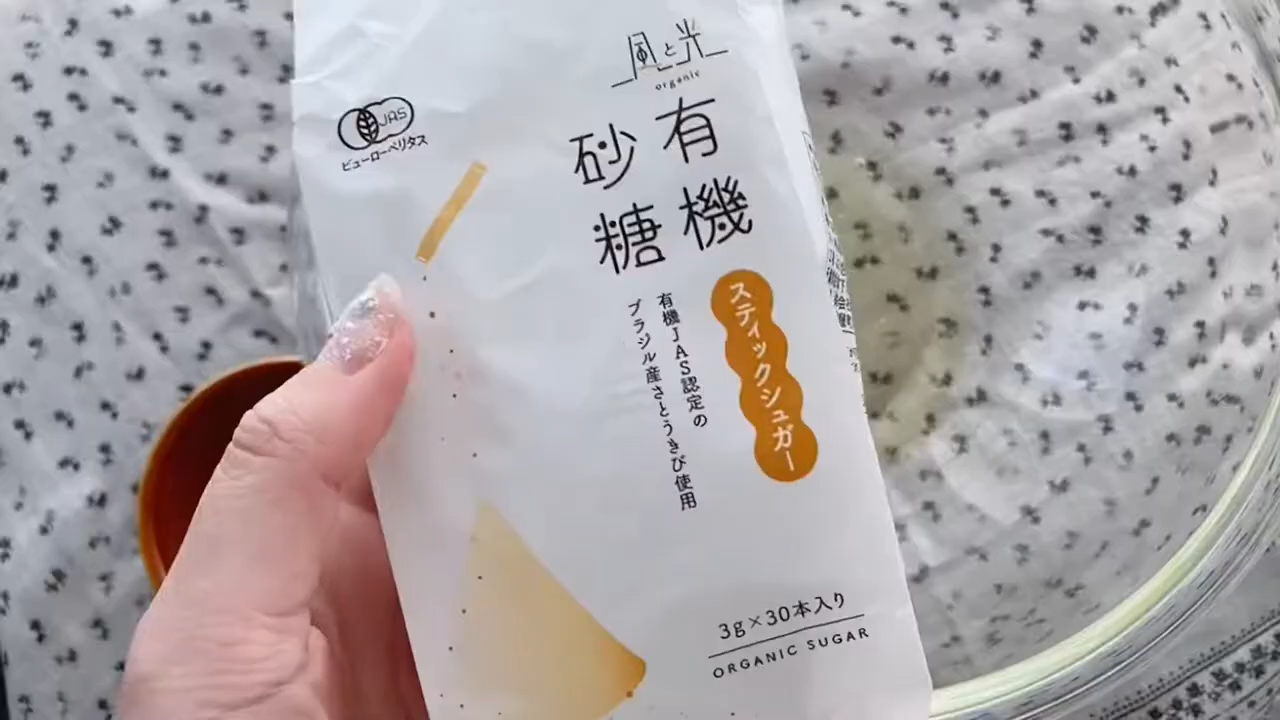 風と光
organic
JAS
ビューローベリタス
有機
砂糖
スティックシュガー
有機JAS認定の
ブラジル産さとうきび使用
3g×30本入り
ORGANIC SUGAR